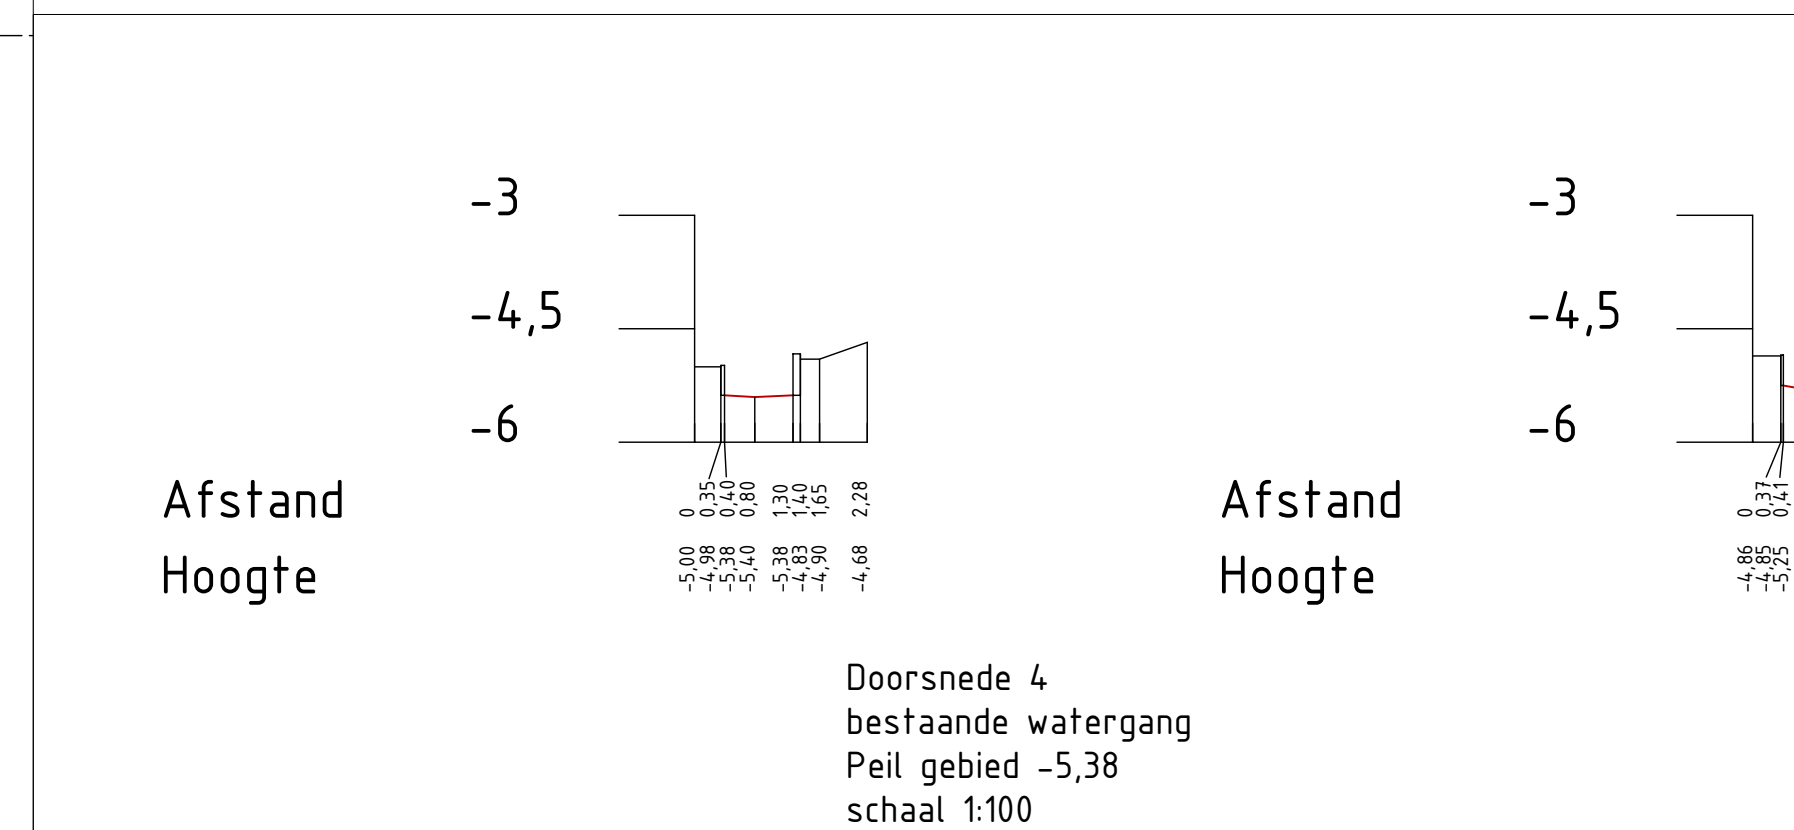 -3
-4,5
-6
Afstand 0 0,35 0,40 0,80 1,30 1,40 1,65 2,28
Hoogte -5,00 -4,98 -5,38 -5,40 -5,38 -4,83 -4,90 -4,68
Doorsnede 4
bestaande watergang
Peil gebied -5,38
schaal 1:100
-3
-4,5
-6
Afstand 0 0,37 0,41
Hoogte -4,86 -4,85 -5,25